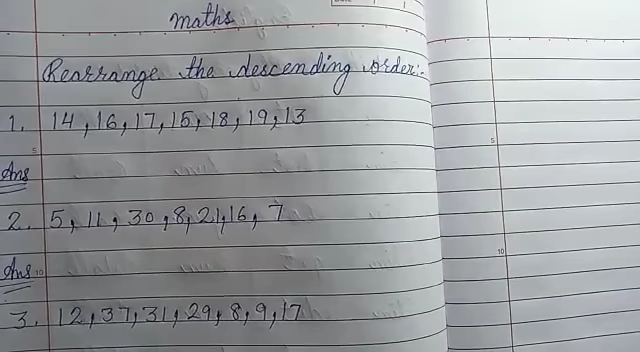 maths
Rearrange the descending order:-
1. 14, 16, 17, 15, 18, 19, 13
Ans
2. 5, 11, 30, 8, 21, 16, 7
Ans
3. 12, 37, 31, 29, 8, 9, 17